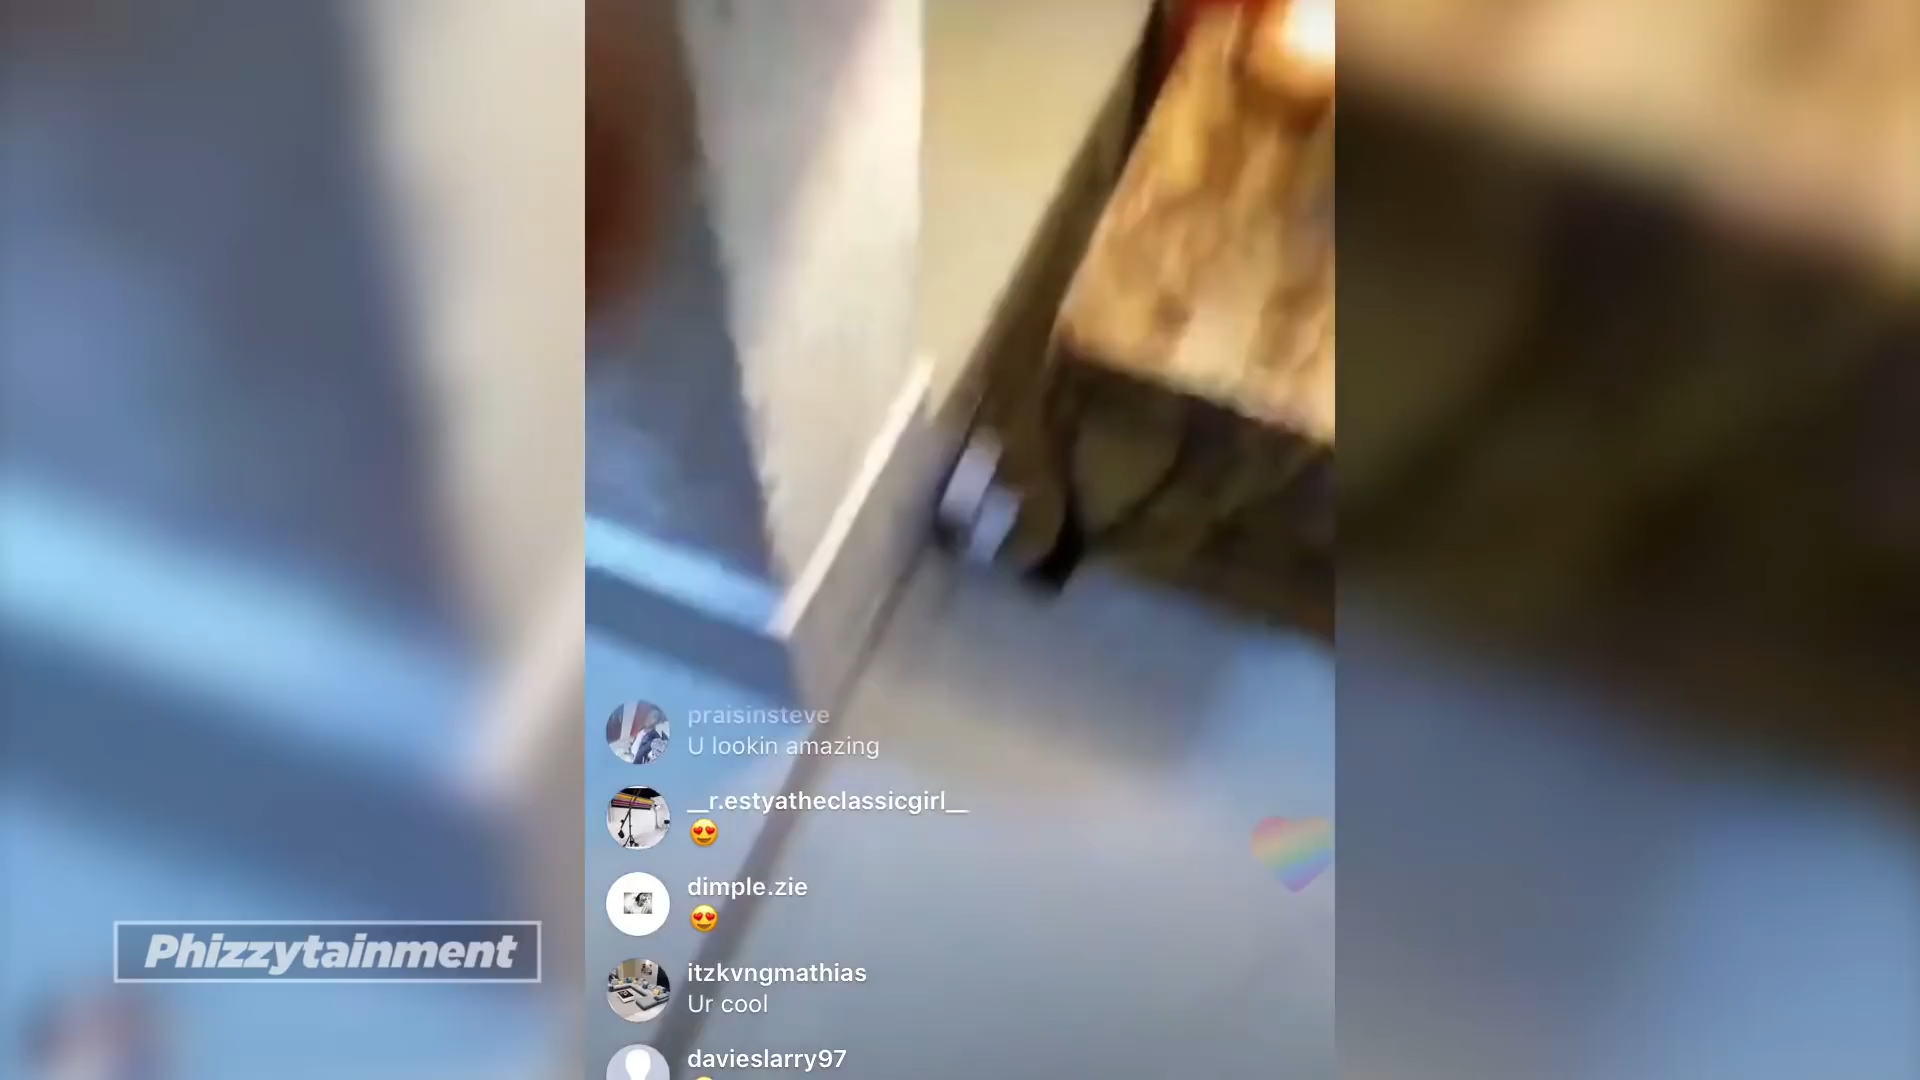 praisinsteve
U lookin amazing
__r.estyatheclassicgirl__
😍
dimple.zie
😍
Phizzytainment
itzkvngmathias
Ur cool
davieslarry97